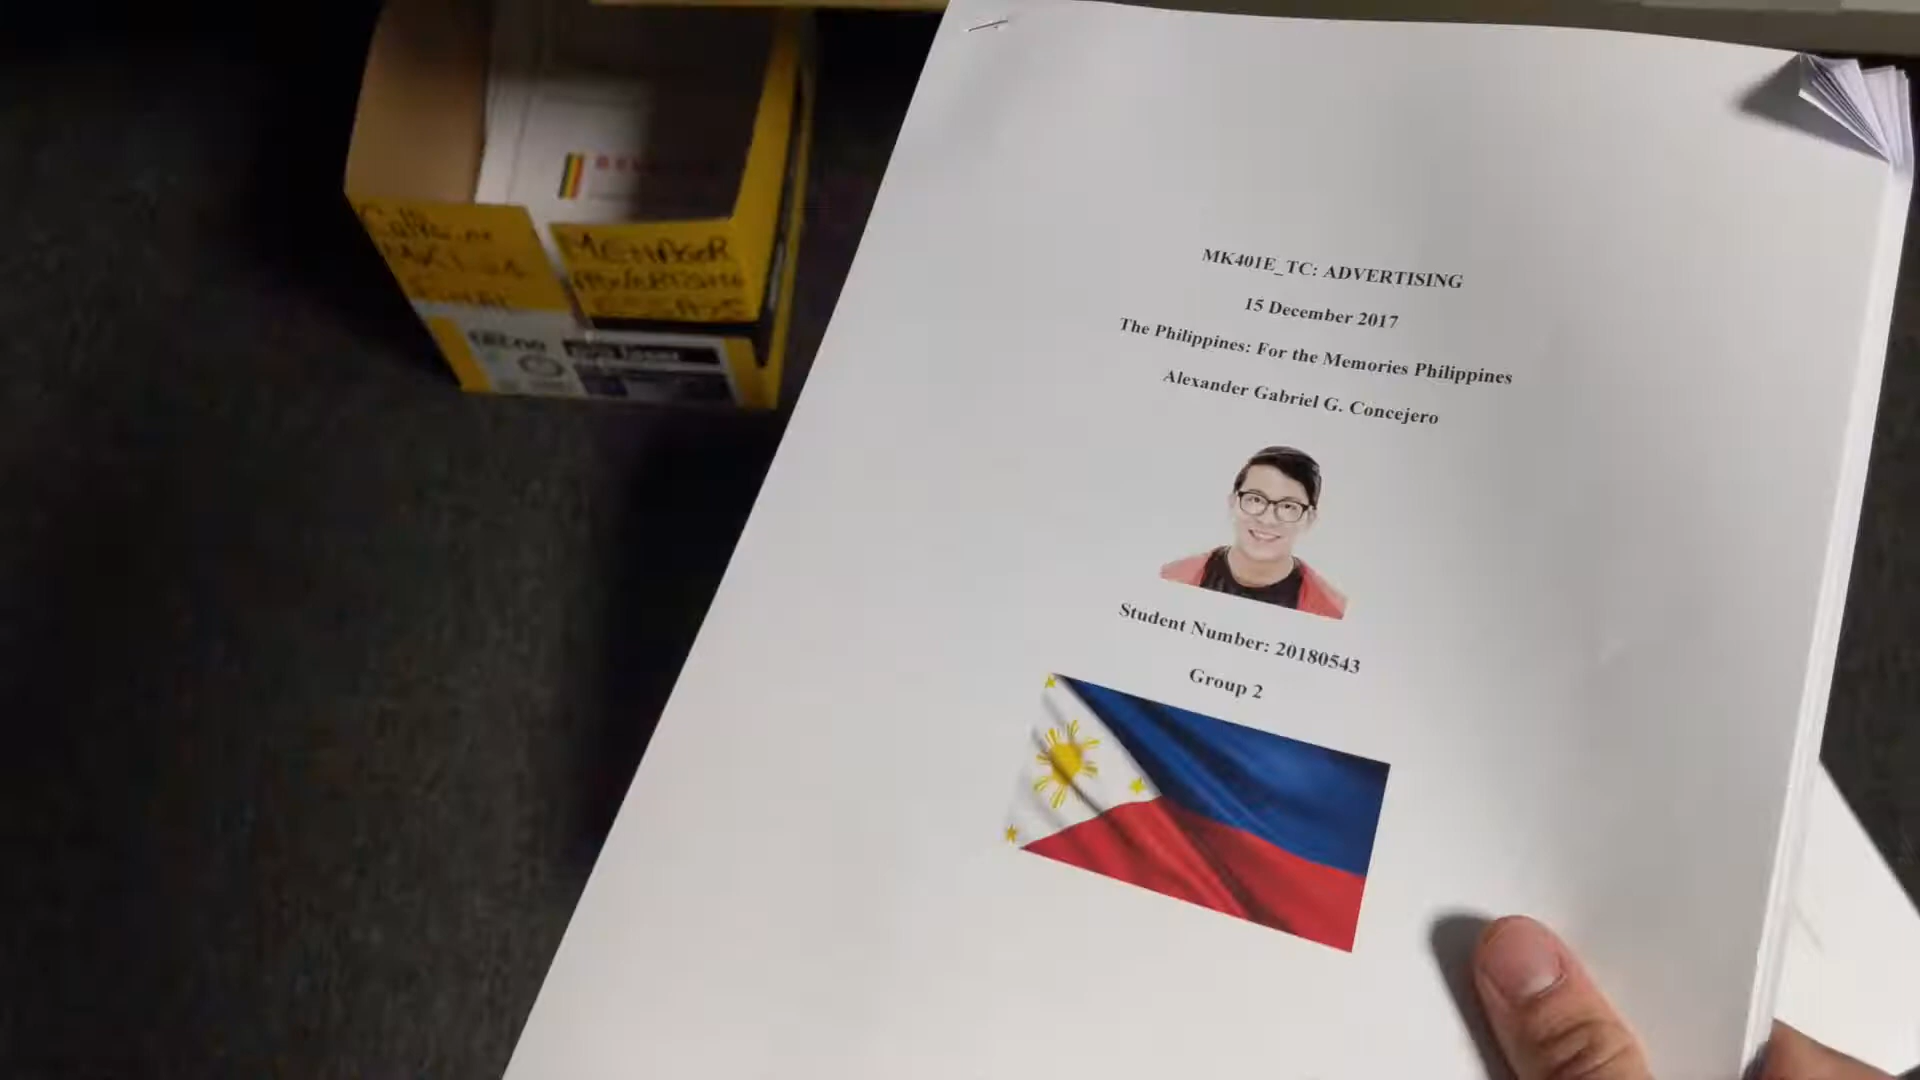 MK401E_TC: ADVERTISING
15 December 2017
The Philippines: For the Memories Philippines
Alexander Gabriel G. Concejero
Student Number: 20180543
Group 2
ESSAYS